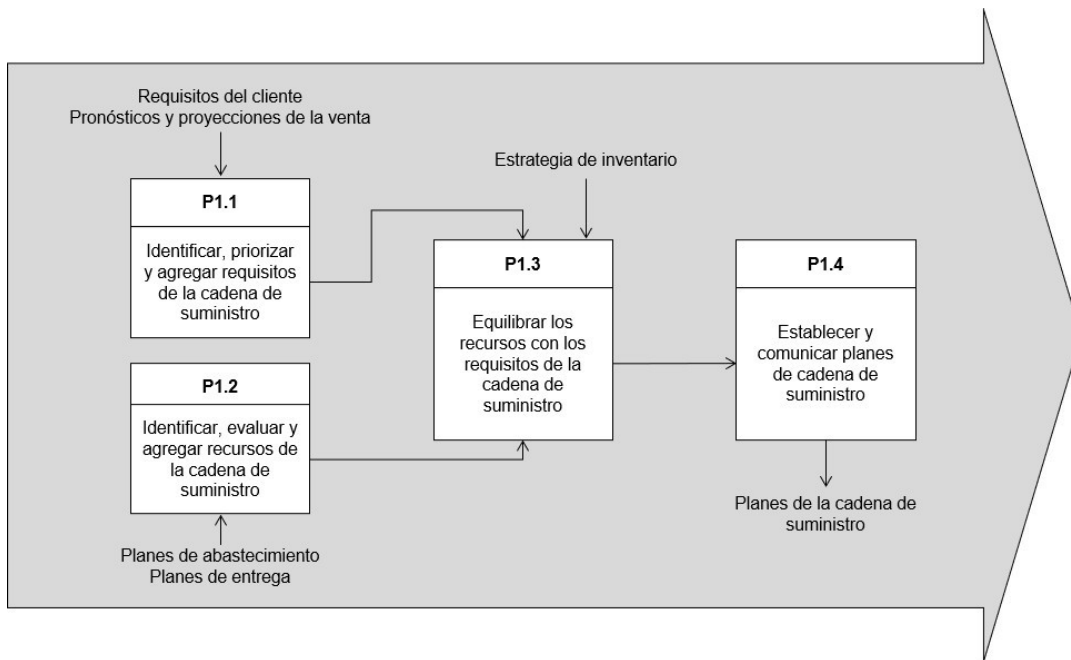 Requisitos del cliente
Pronósticos y proyecciones de la venta
P1.1
Identificar, priorizar
y agregar requisitos
de la cadena de
suministro
P1.2
Identificar, evaluar y
agregar recursos de
la cadena de
suministro
Planes de abastecimiento
Planes de entrega
Estrategia de inventario
P1.3
Equilibrar los
recursos con los
requisitos de la
cadena de
suministro
P1.4
Establecer y
comunicar planes
de cadena de
suministro
Planes de la cadena de
suministro